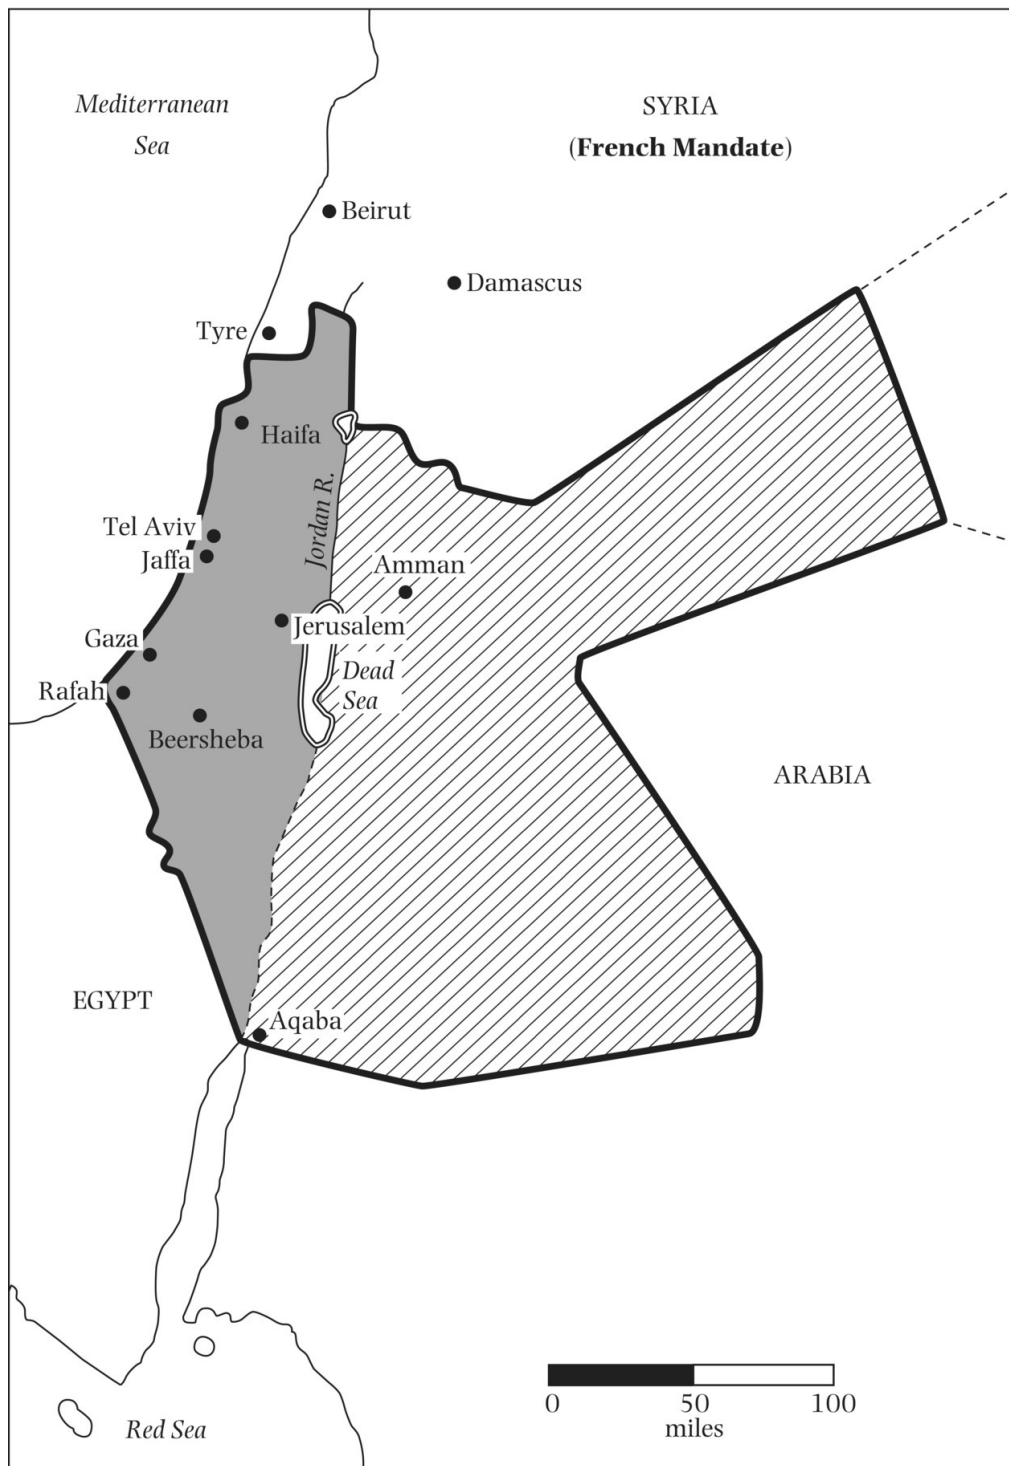 Mediterranean
Sea
SYRIA
(French Mandate)
Beirut
Damascus
Tyre
Haifa
Jordan R.
Tel Aviv
Jaffa
Amman
Jerusalem
Gaza
Dead
Sea
Rafah
Beersheba
ARABIA
EGYPT
Aqaba
0 50 100
miles
Red Sea